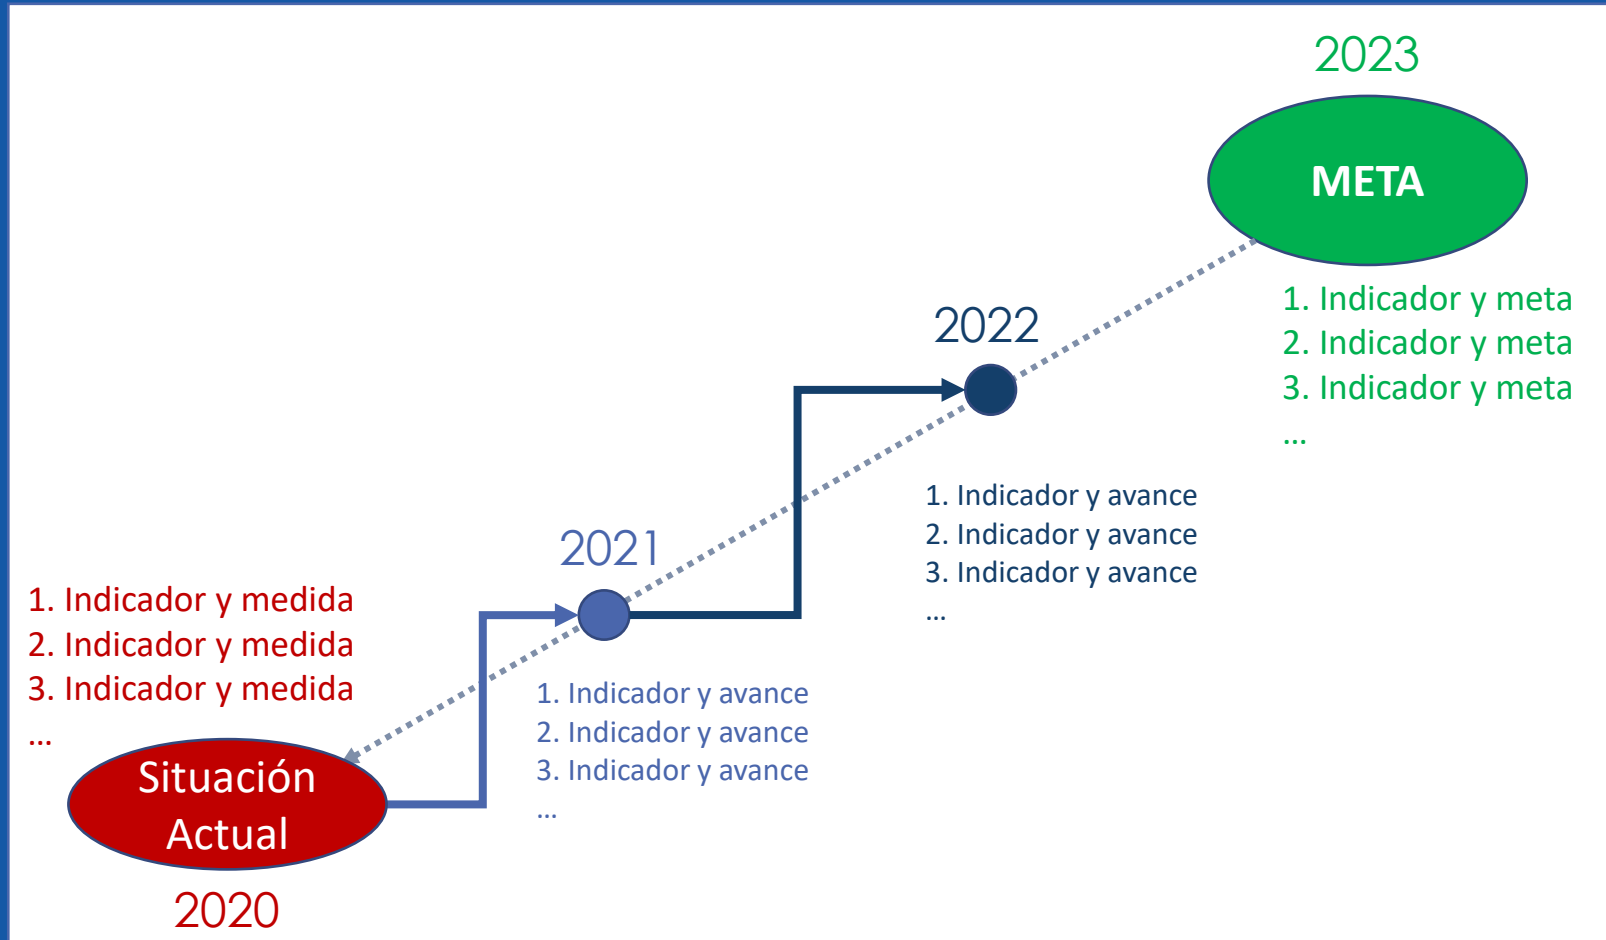 2023
META
1. Indicador y meta
2. Indicador y meta
3. Indicador y meta
...
2022
1. Indicador y avance
2. Indicador y avance
3. Indicador y avance
...
2021
1. Indicador y avance
2. Indicador y avance
3. Indicador y avance
...
1. Indicador y medida
2. Indicador y medida
3. Indicador y medida
...
Situación
Actual
2020